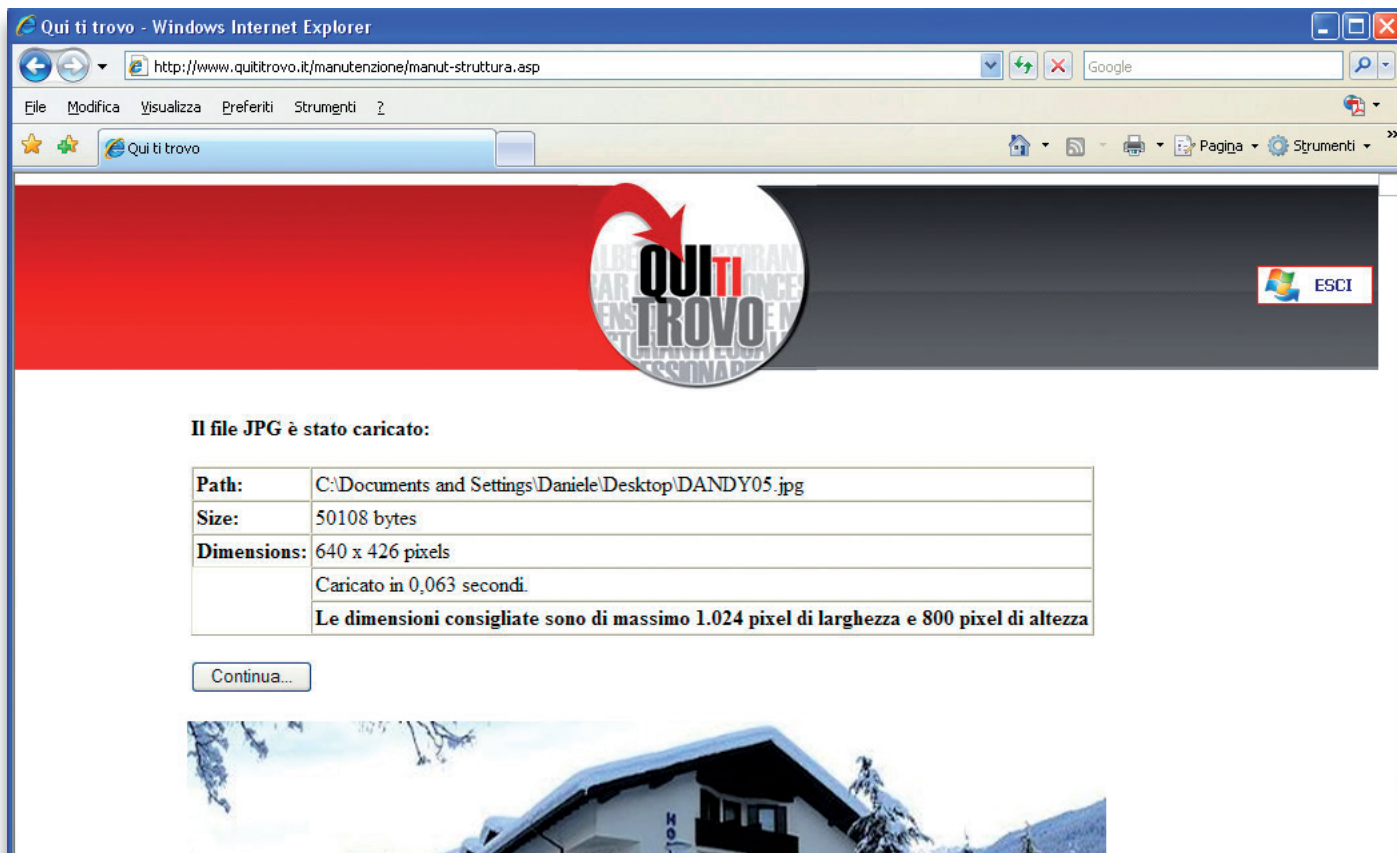 Qui ti trovo - Windows Internet Explorer
http://www.quititrovo.it/manutenzione/manut-struttura.asp
Google
File Modifica Visualizza Preferiti Strumenti ?
Qui ti trovo
Pagina
Strumenti
QUI TI
TROVO
ESCI
Il file JPG è stato caricato:
Path: C:\Documents and Settings\Daniele\Desktop\DANDY05.jpg
Size: 50108 bytes
Dimensions: 640 x 426 pixels
Caricato in 0,063 secondi.
Le dimensioni consigliate sono di massimo 1.024 pixel di larghezza e 800 pixel di altezza
Continua...